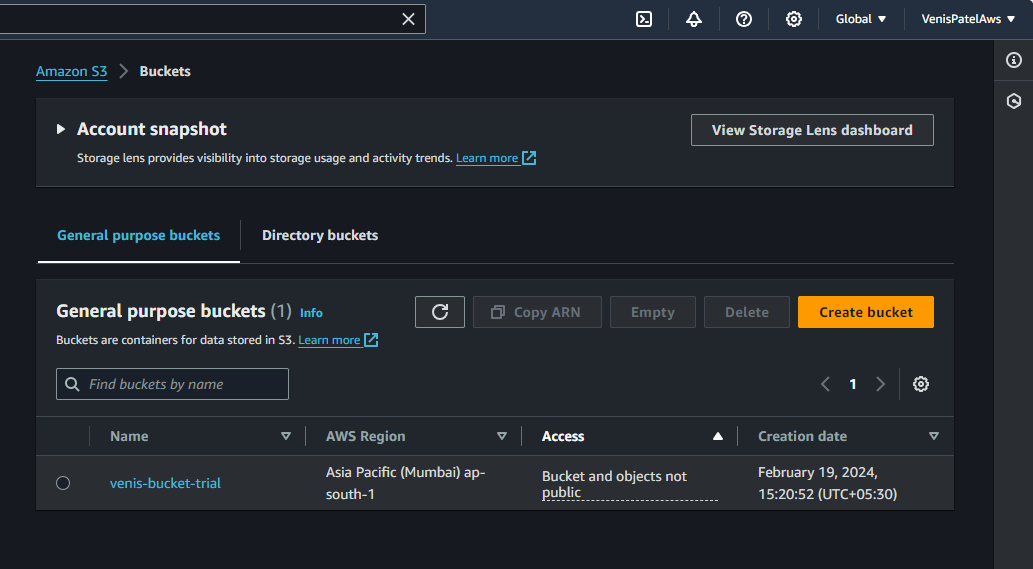 Global VenisPatelAws
Amazon S3 Buckets
Account snapshot
View Storage Lens dashboard
Storage lens provides visibility into storage usage and activity trends. Learn more
General purpose buckets Directory buckets
General purpose buckets (1) Info
Copy ARN Empty Delete Create bucket
Buckets are containers for data stored in S3. Learn more
Find buckets by name
1
Name AWS Region Access Creation date
venis-bucket-trial
Asia Pacific (Mumbai) ap-
south-1
Bucket and objects not
public
February 19, 2024,
15:20:52 (UTC+05:30)